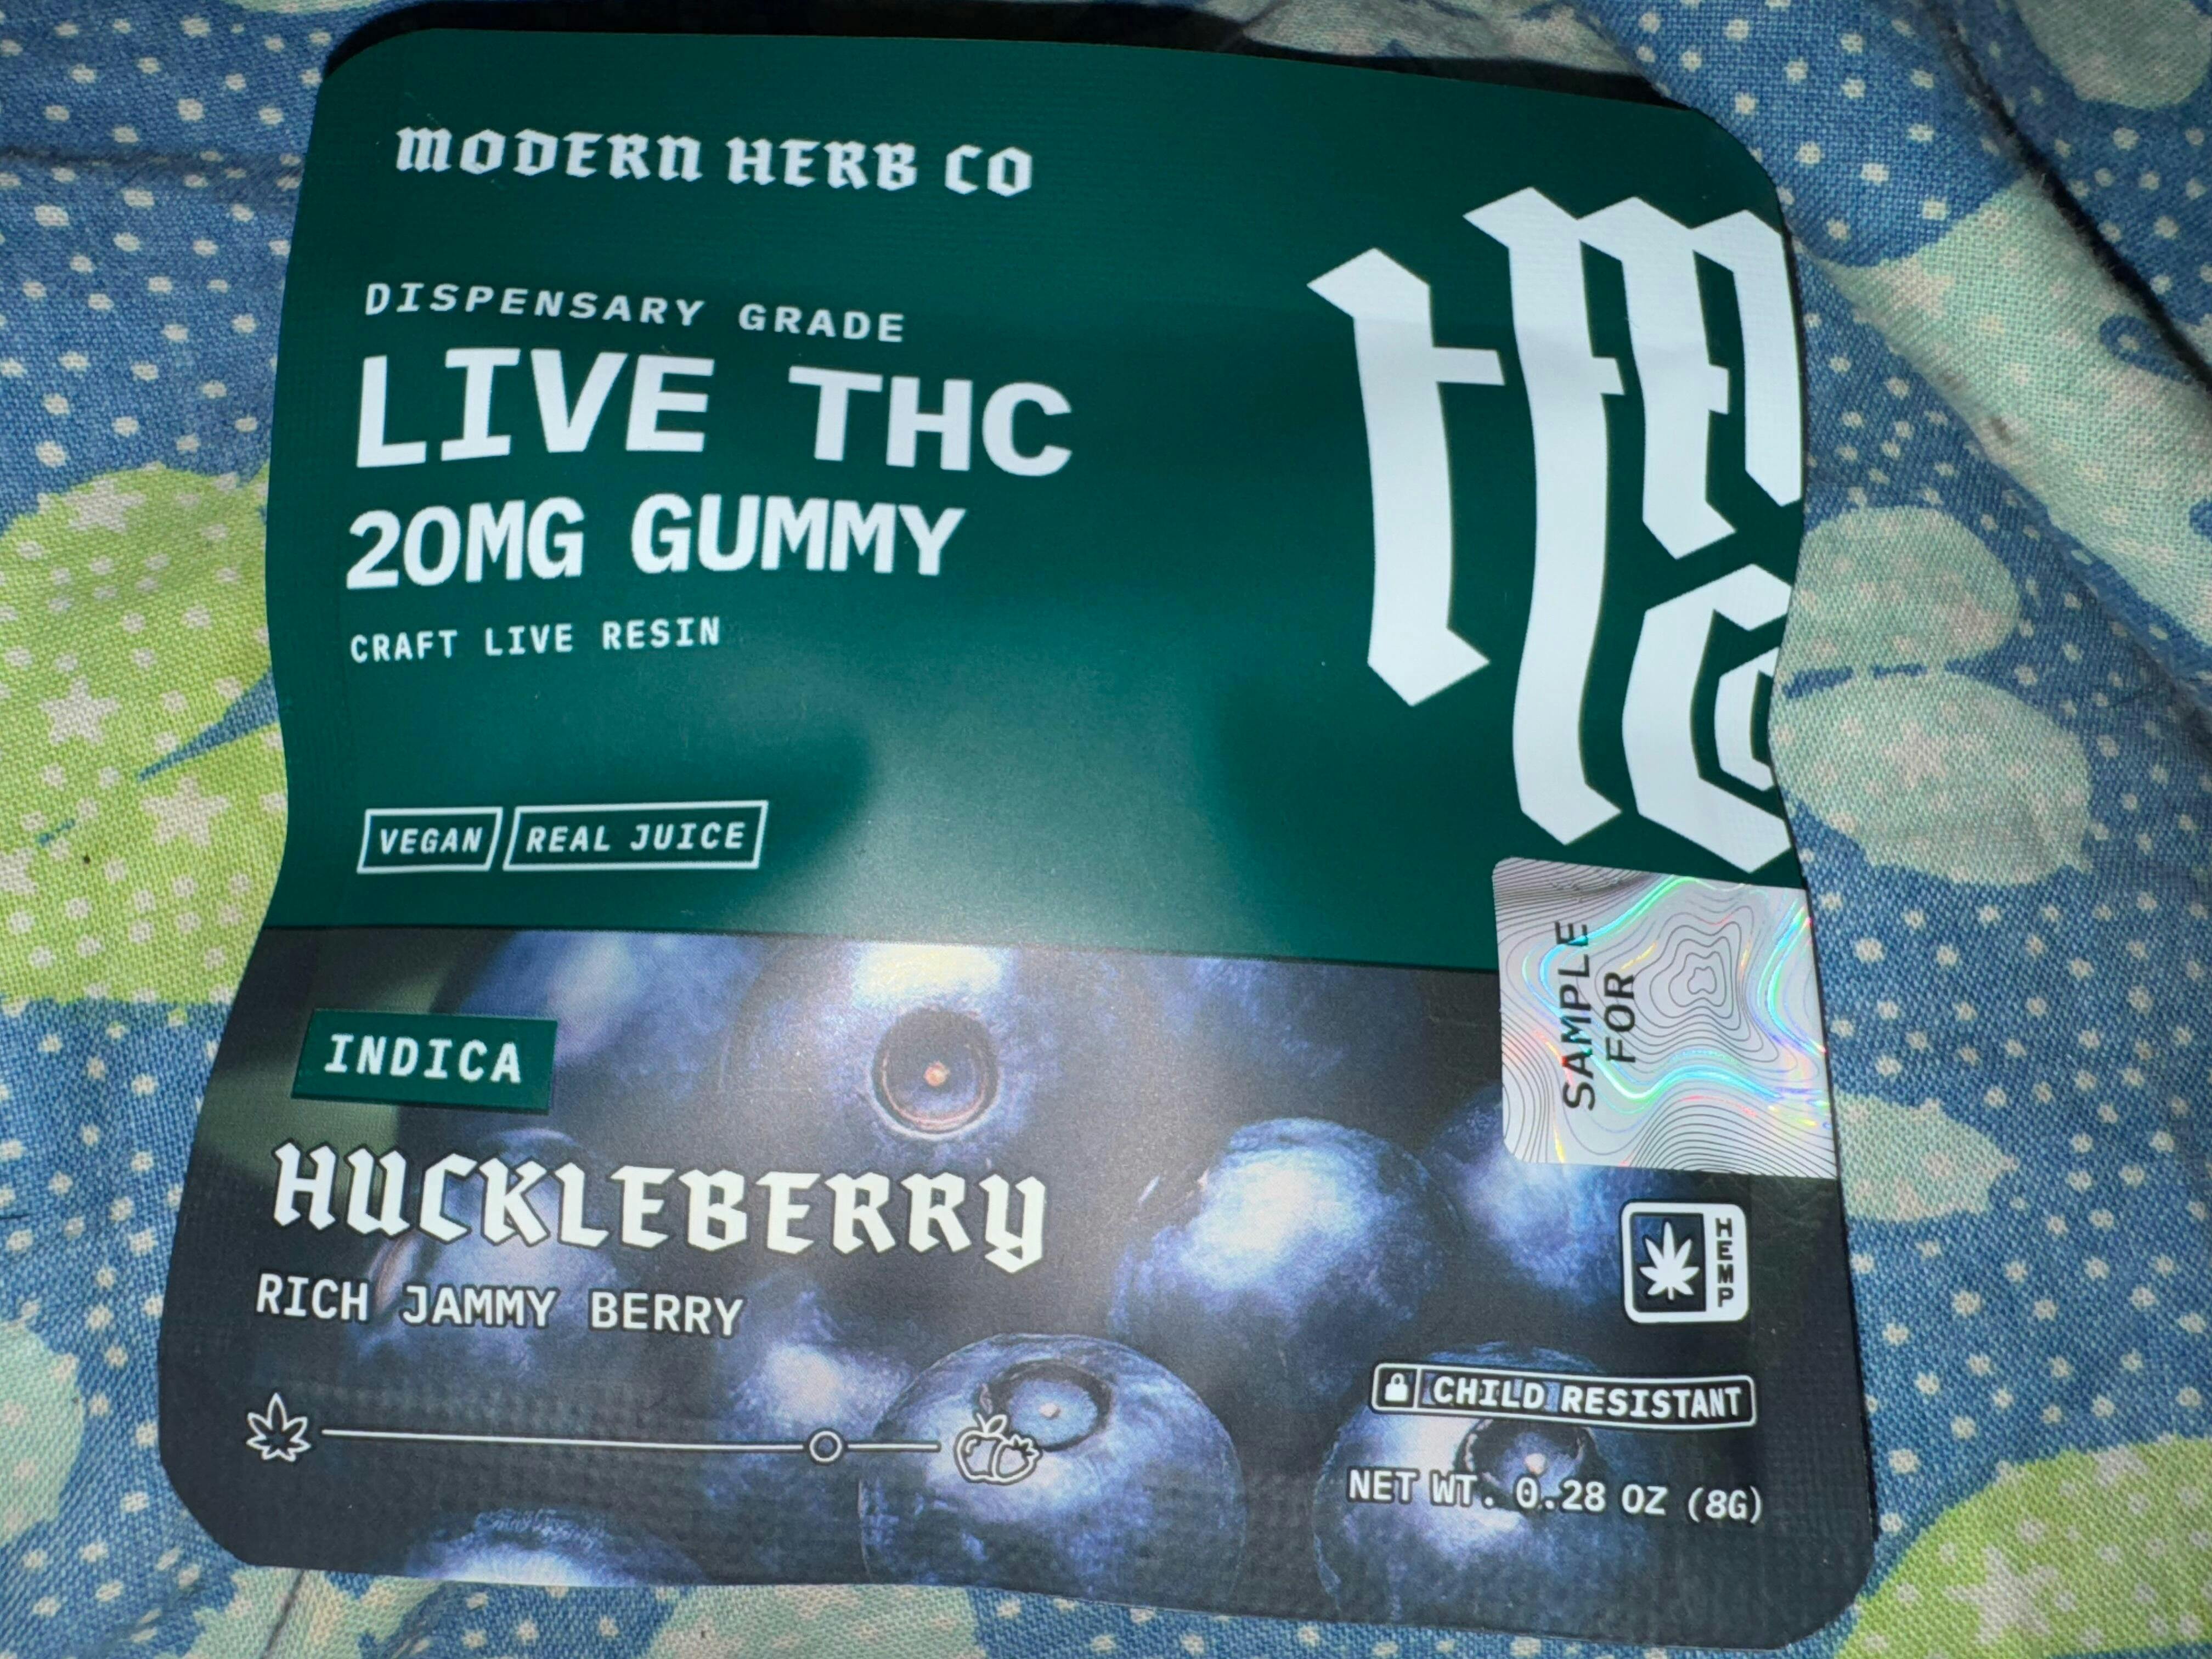 MODERN HERB CO
DISPENSARY GRADE
LIVE THC
20MG GUMMY
CRAFT LIVE RESIN
VEGAN REAL JUICE
HMCo
SAMPLE
FOR
INDICA
HUCKLEBERRY
RICH JAMMY BERRY
HEMP
CHILD RESISTANT
NET WT. 0.28 OZ (8G)